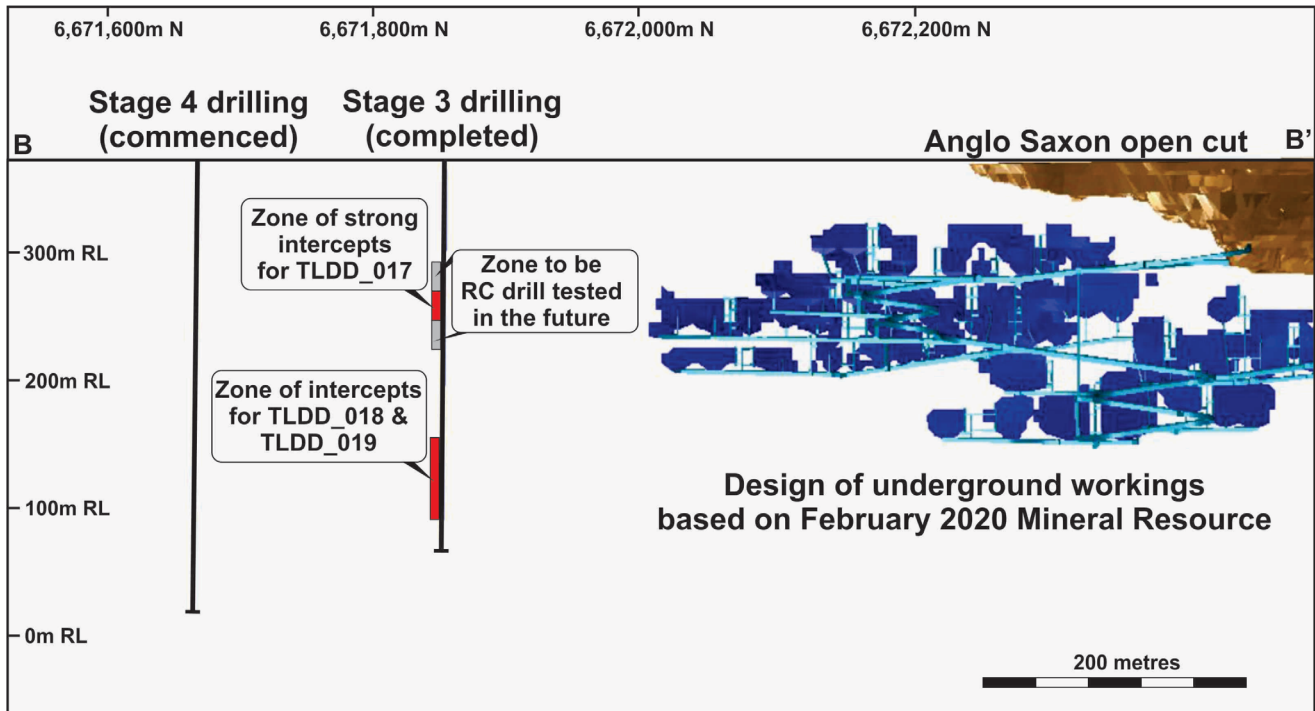 6,671,600m N
6,671,800m N
6,672,000m N
6,672,200m N
Stage 4 drilling
(commenced)
Stage 3 drilling
(completed)
B
Anglo Saxon open cut
B’
Zone of strong
intercepts
for TLDD_017
Zone to be
RC drill tested
in the future
300m RL
200m RL
Zone of intercepts
for TLDD_018 &
TLDD_019
100m RL
Design of underground workings
based on February 2020 Mineral Resource
0m RL
200 metres